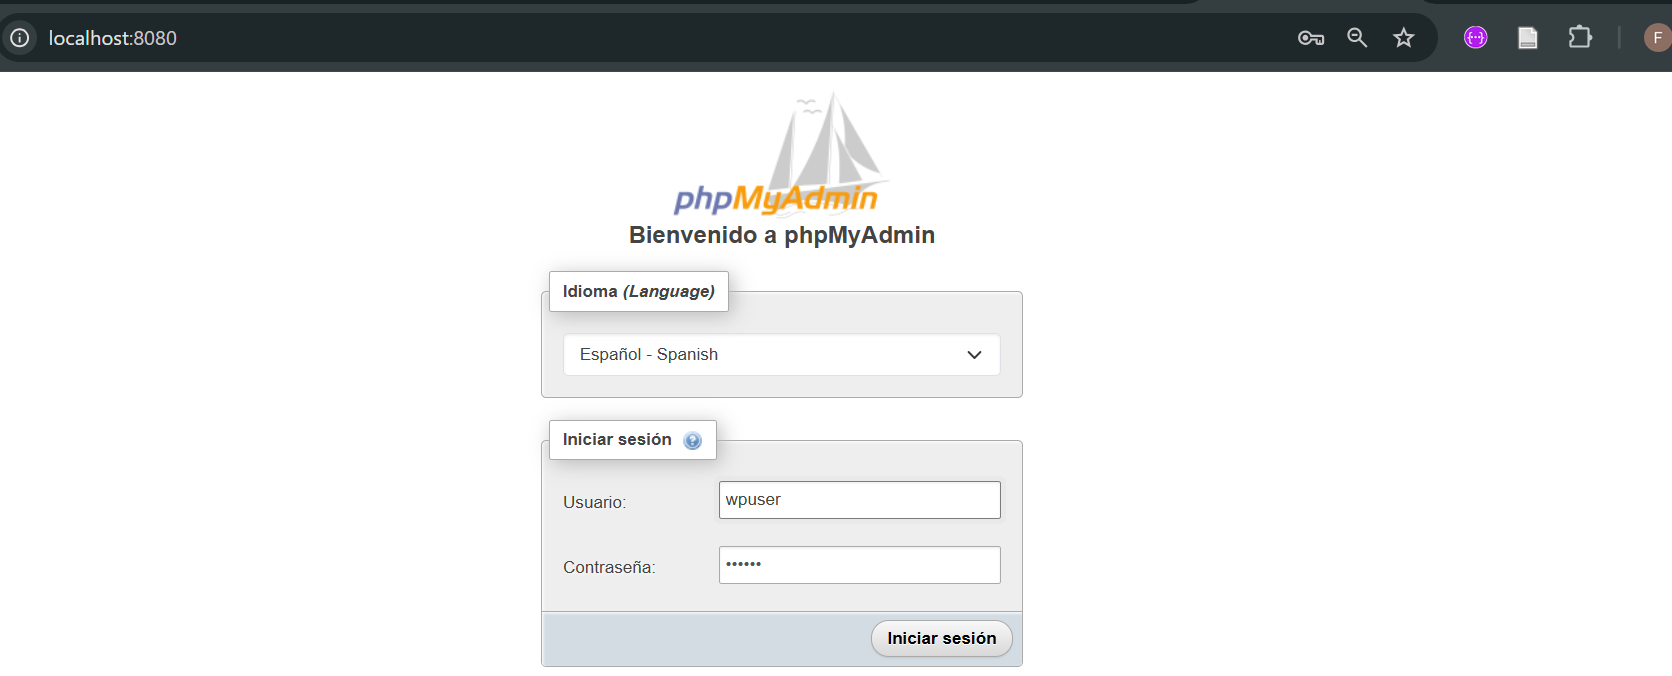 localhost:8080
F
phpMyAdmin
Bienvenido a phpMyAdmin
Idioma (Language)
Español - Spanish
Iniciar sesión ?
Usuario: wpuser
Contraseña: ••••••
Iniciar sesión